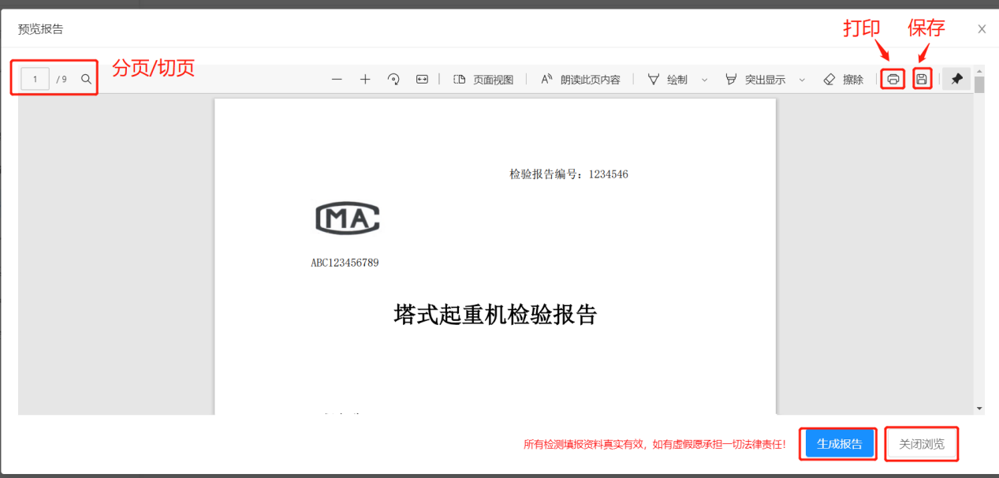 预览报告
打印 保存
1 /9 分页/切页 页面视图 朗读此页内容 绘制 突出显示 擦除
检验报告编号：1234546
CMA
ABC123456789
塔式起重机检验报告
所有检测填报资料真实有效，如有虚假愿承担一切法律责任！ 生成报告 关闭浏览